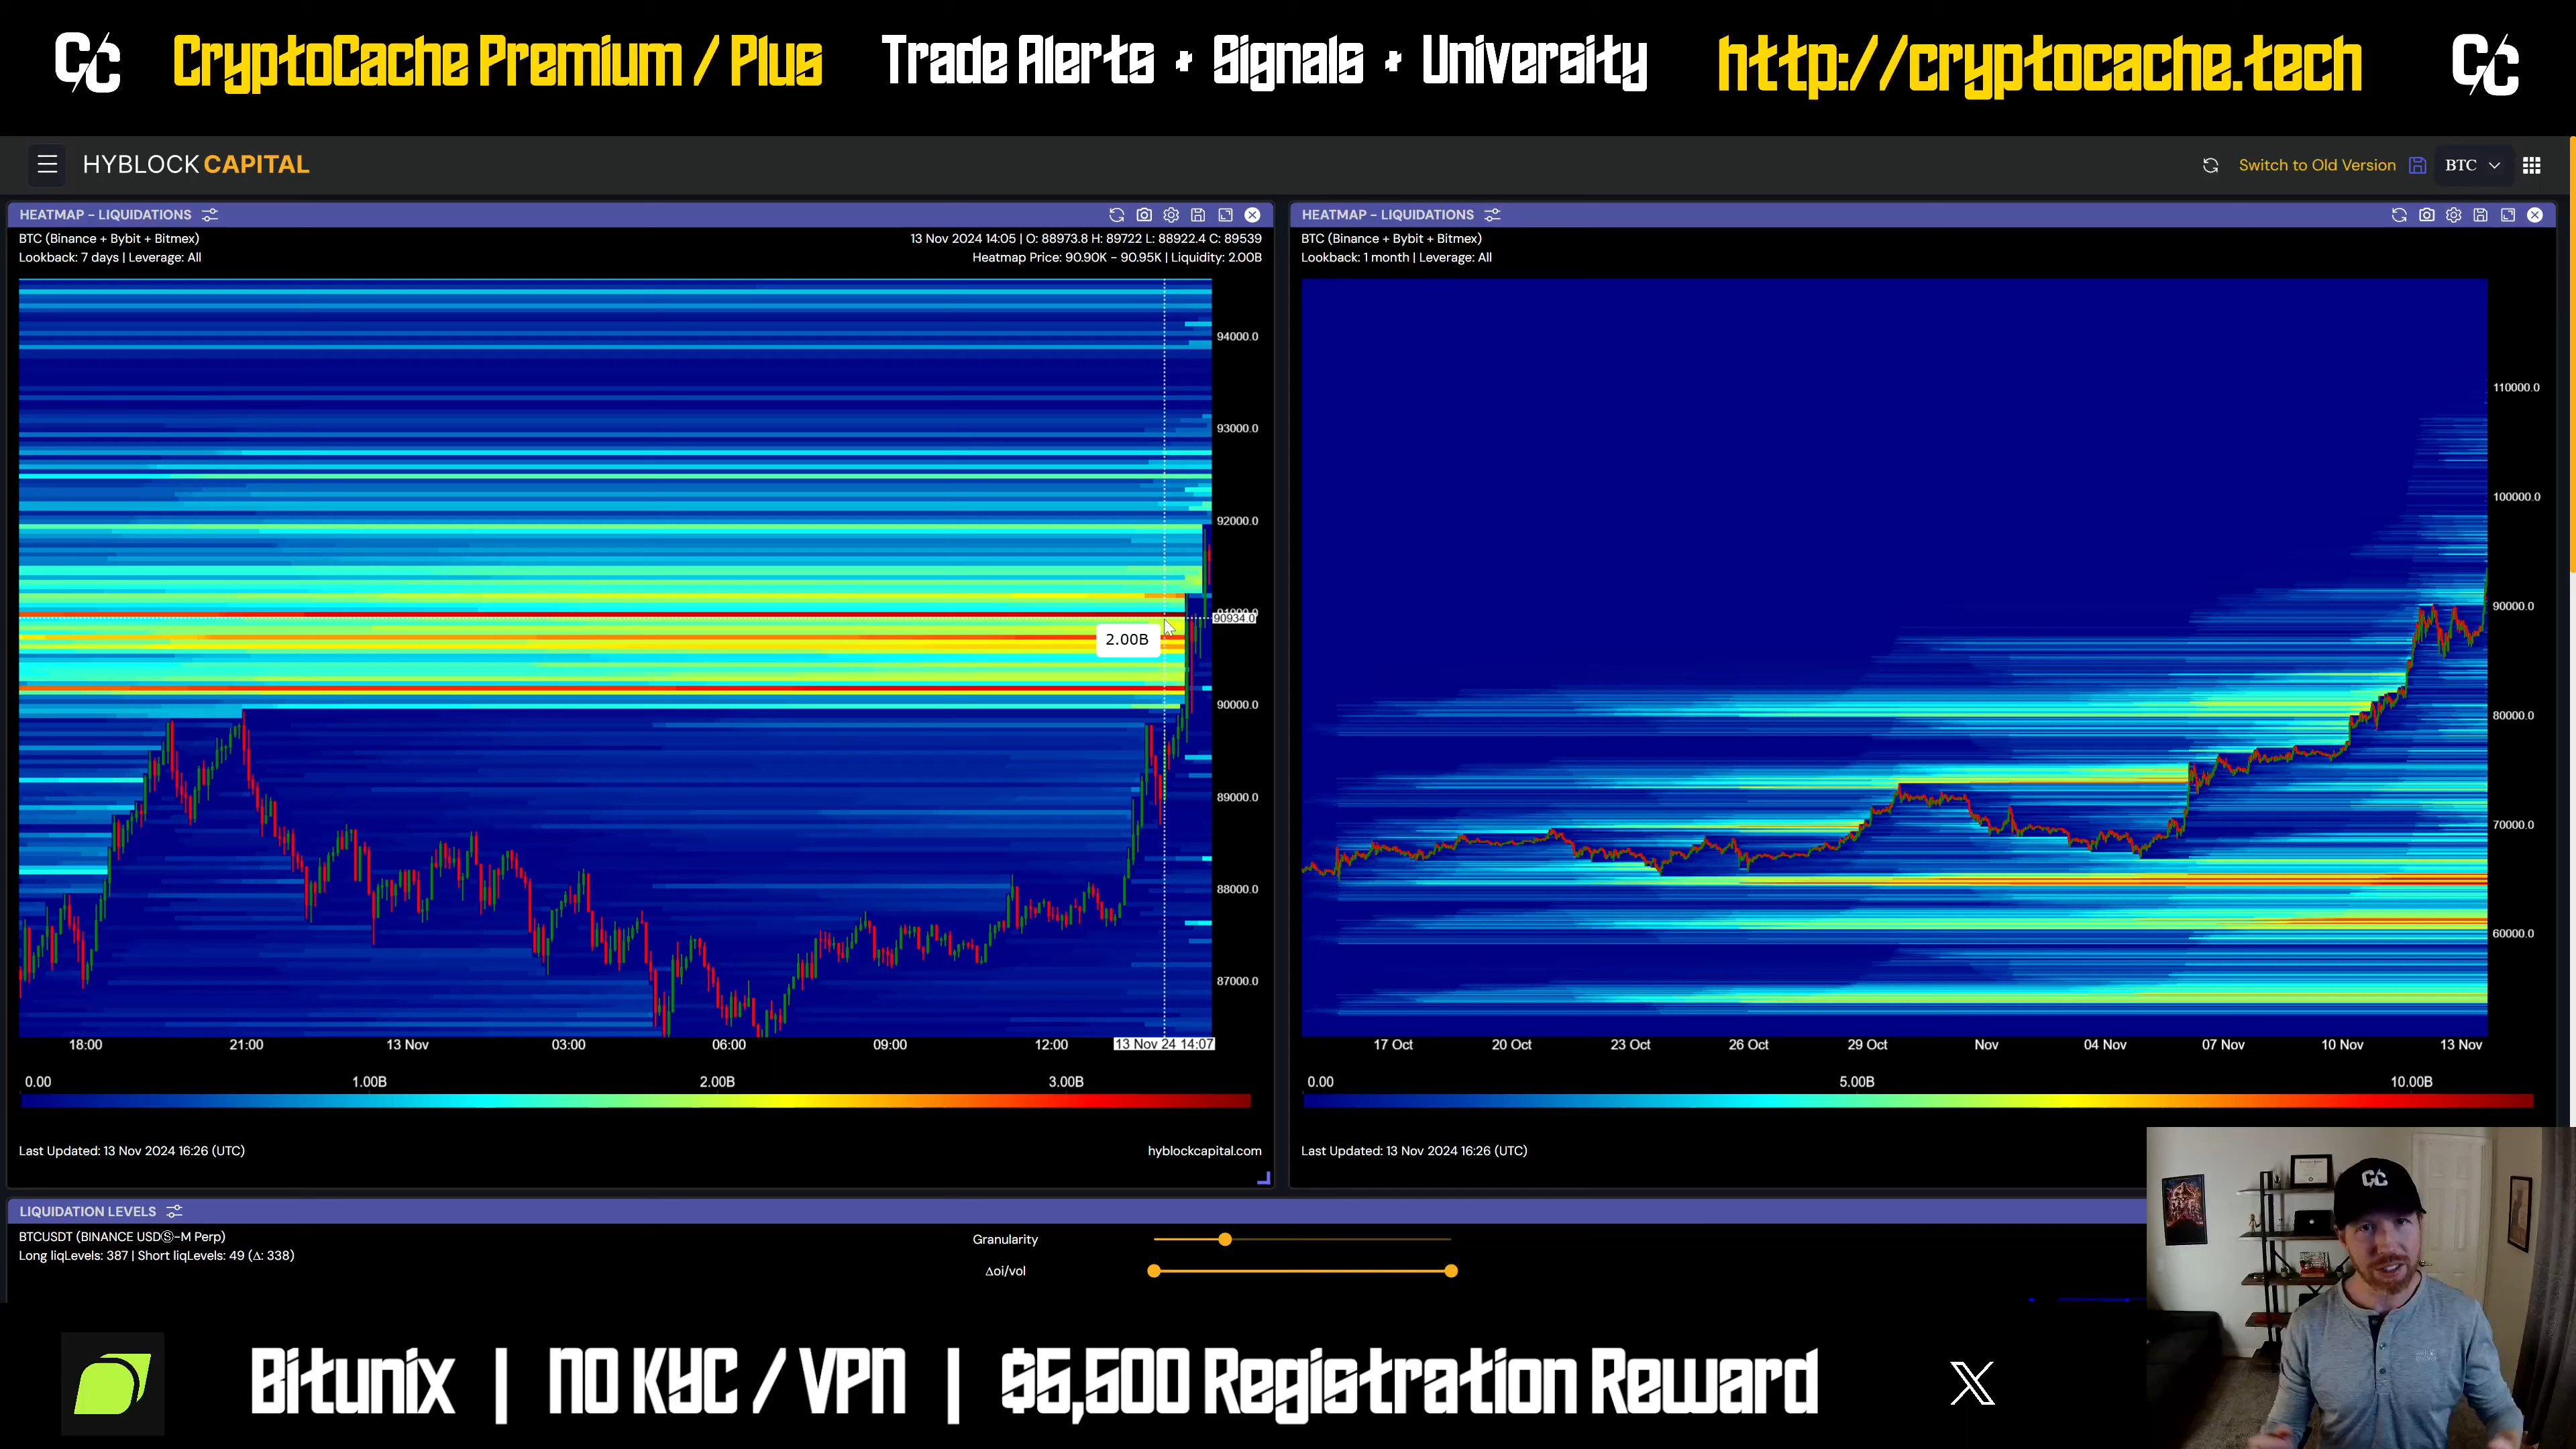 CC CryptoCache Premium / Plus Trade Alerts + Signals + University http://cryptocache.tech CC
HYBLOCK CAPITAL
Switch to Old Version BTC
HEATMAP - LIQUIDATIONS
BTC (Binance + Bybit + Bitmex)
Lookback: 7 days | Leverage: All
13 Nov 2024 14:05 | O: 88973.8 H: 89722 L: 88922.4 C: 89539
Heatmap Price: 90.90K - 90.95K | Liquidity: 2.00B
94000.0
93000.0
92000.0
91000.0
90934.0
2.00B
90000.0
89000.0
88000.0
87000.0
18:00 21:00 13 Nov 03:00 06:00 09:00 12:00 13 Nov 24 14:07
0.00 1.00B 2.00B 3.00B
Last Updated: 13 Nov 2024 16:26 (UTC)
hyblockcapital.com
HEATMAP - LIQUIDATIONS
BTC (Binance + Bybit + Bitmex)
Lookback: 1 month | Leverage: All
110000.0
100000.0
90000.0
80000.0
70000.0
60000.0
17 Oct 20 Oct 23 Oct 26 Oct 29 Oct Nov 04 Nov 07 Nov 10 Nov 13 Nov
0.00 5.00B 10.00B
Last Updated: 13 Nov 2024 16:26 (UTC)
LIQUIDATION LEVELS
BTCUSDT (BINANCE USDⓈ-M Perp)
Long liqLevels: 387 | Short liqLevels: 49 (Δ: 338)
Granularity
Δoi/vol
CC
Bitunix | NO KYC / VPN | $5,500 Registration Reward X